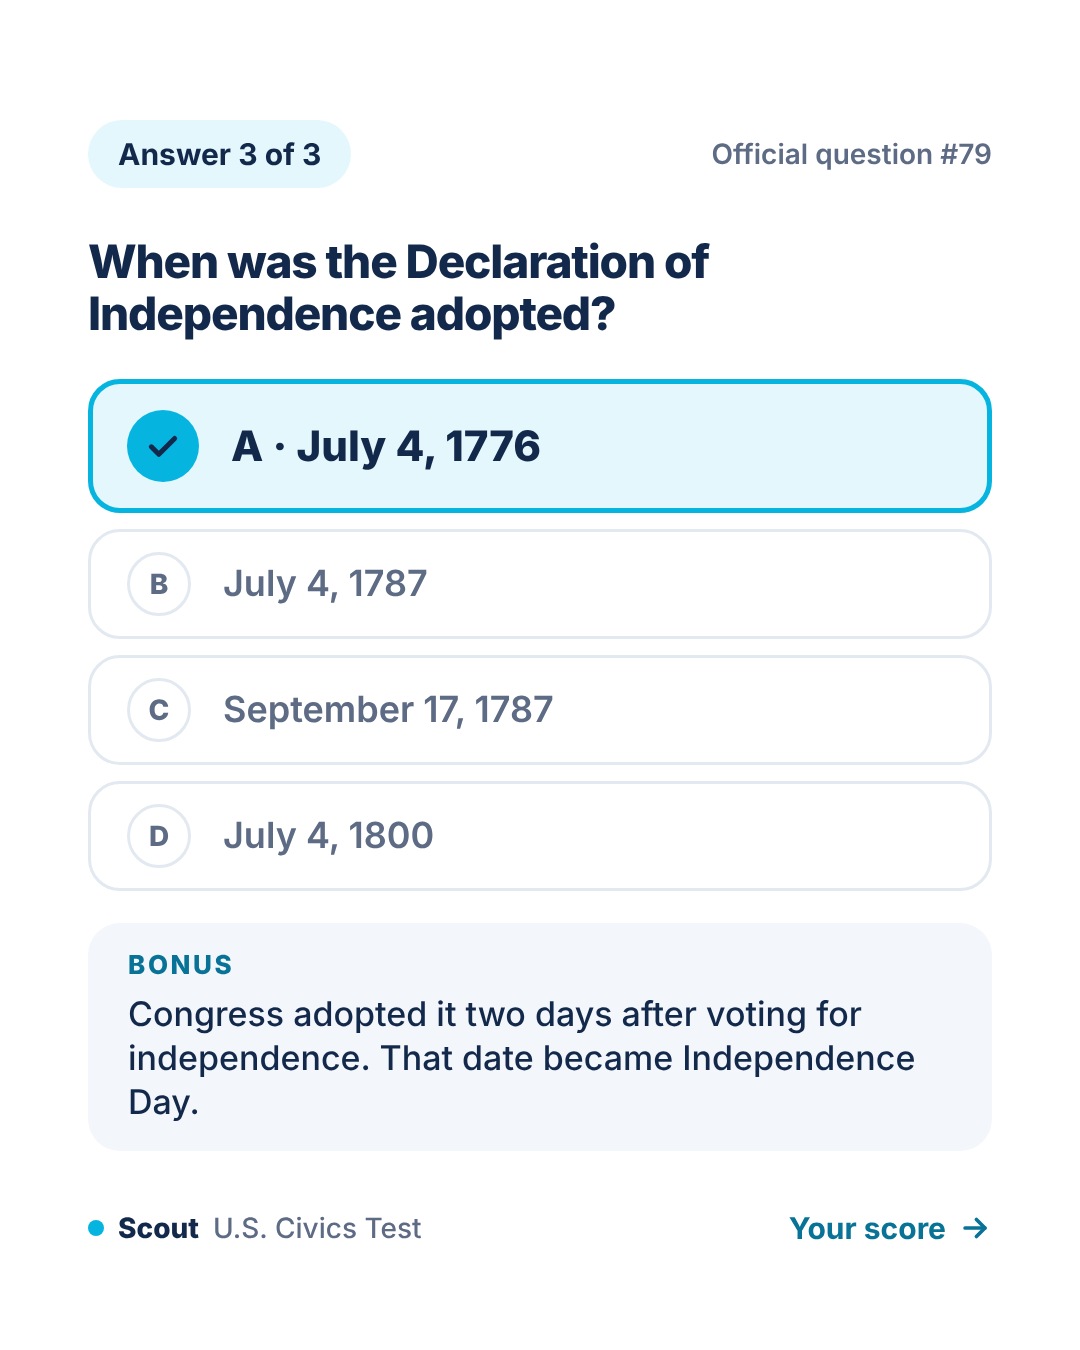 Answer 3 of 3
Official question #79
When was the Declaration of
Independence adopted?
A · July 4, 1776
B July 4, 1787
C September 17, 1787
D July 4, 1800
BONUS
Congress adopted it two days after voting for
independence. That date became Independence
Day.
Scout U.S. Civics Test
Your score →